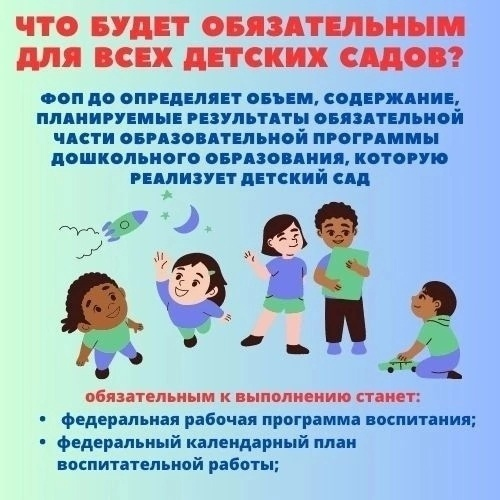 ЧТО БУДЕТ ОБЯЗАТЕЛЬНЫМ
ДЛЯ ВСЕХ ДЕТСКИХ САДОВ?
ФОП ДО ОПРЕДЕЛЯЕТ ОБЪЕМ, СОДЕРЖАНИЕ,
ПЛАНИРУЕМЫЕ РЕЗУЛЬТАТЫ ОБЯЗАТЕЛЬНОЙ
ЧАСТИ ОБРАЗОВАТЕЛЬНОЙ ПРОГРАММЫ
ДОШКОЛЬНОГО ОБРАЗОВАНИЯ, КОТОРУЮ
РЕАЛИЗУЕТ ДЕТСКИЙ САД
обязательным к выполнению станет:
• федеральная рабочая программа воспитания;
• федеральный календарный план
воспитательной работы;